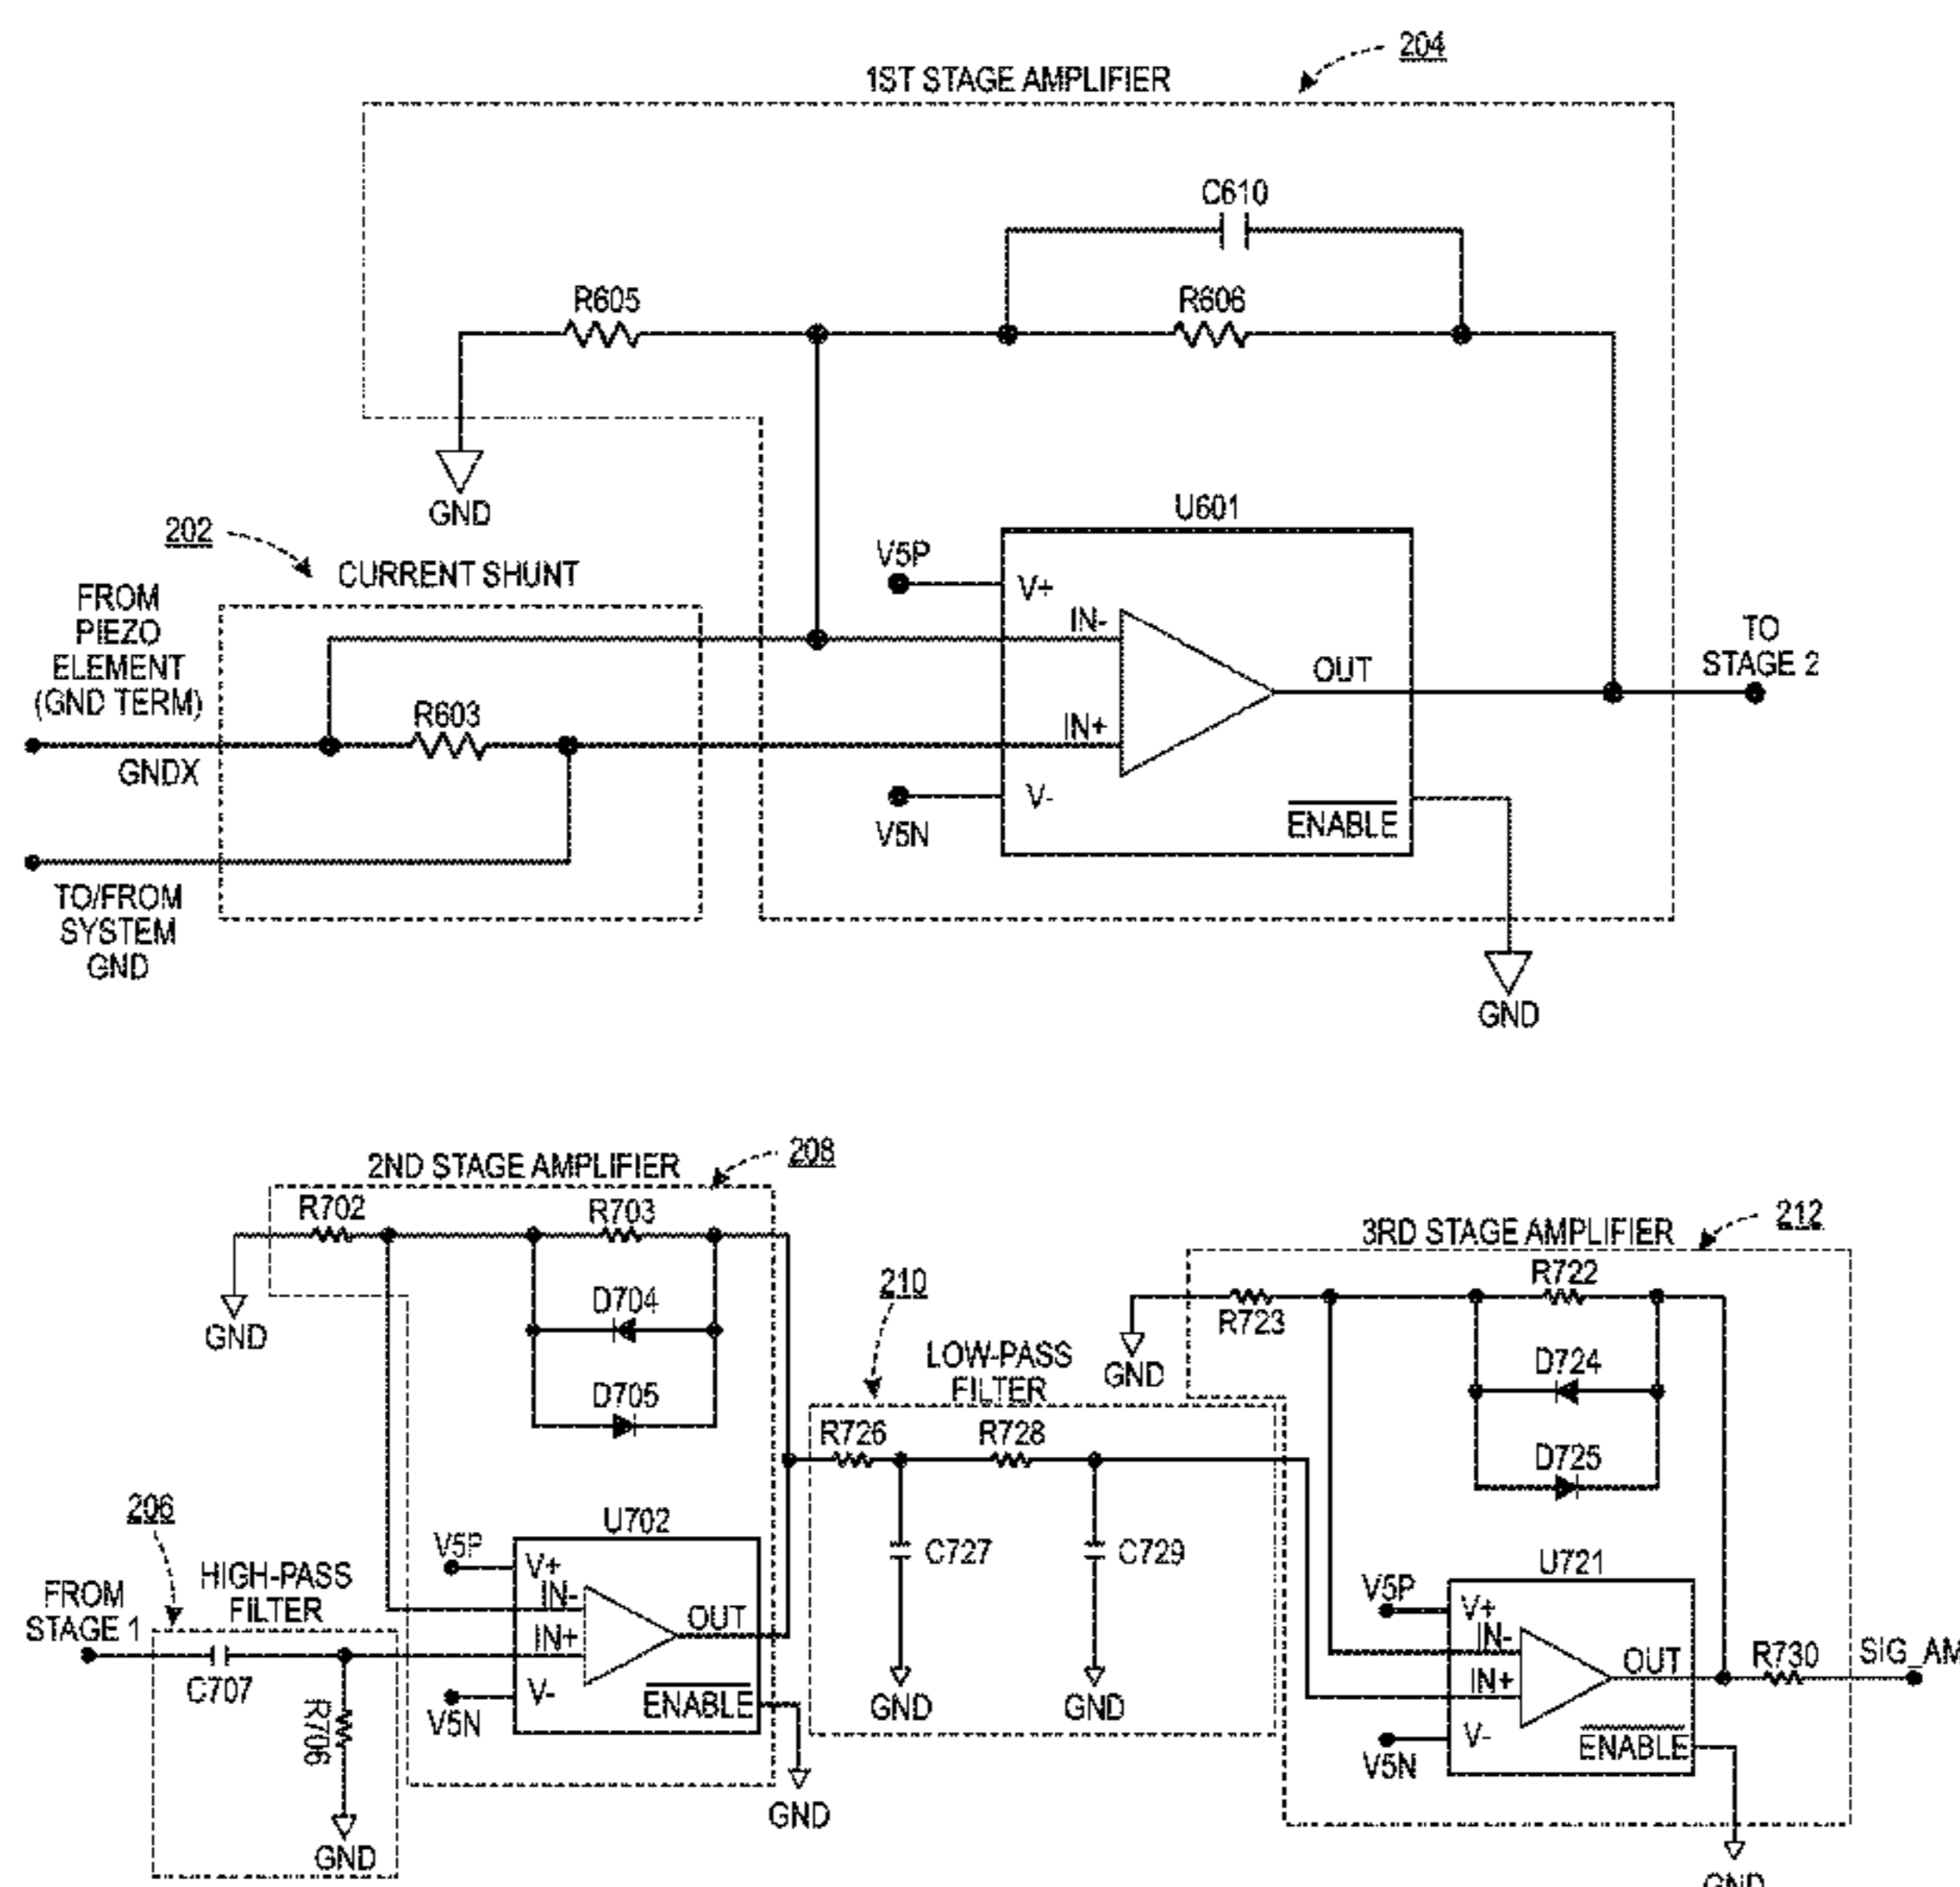 204
1ST STAGE AMPLIFIER
C610
R605
R606
GND
U601
202
CURRENT SHUNT
V5P
V+
FROM
PIEZO
ELEMENT
(GND TERM)
IN-
OUT
TO
STAGE 2
R603
IN+
GNDX
V-
ENABLE
V5N
TO/FROM
SYSTEM
GND
GND
2ND STAGE AMPLIFIER
208
R702
R703
D704
D705
GND
3RD STAGE AMPLIFIER
212
R722
R723
GND
D724
D725
210
LOW-PASS
FILTER
R726
R728
C727
C729
GND
GND
206
HIGH-PASS
FILTER
FROM
STAGE 1
C707
R706
GND
U702
V5P
V+
IN-
IN+
OUT
V-
V5N
ENABLE
GND
U721
V5P
V+
IN-
IN+
OUT
R730
SIG_AM
V-
V5N
ENABLE
GND